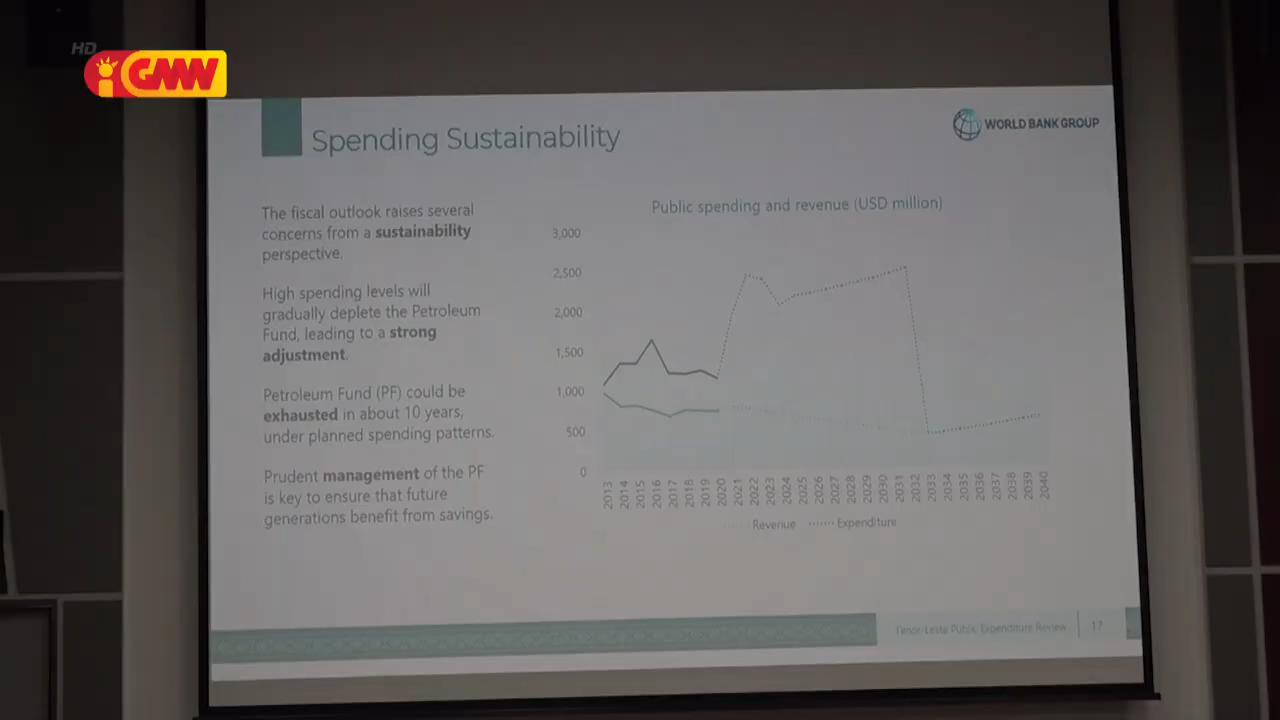 HD
GMN
Spending Sustainability
WORLD BANK GROUP
The fiscal outlook raises several
concerns from a sustainability
perspective.
High spending levels will
gradually deplete the Petroleum
Fund, leading to a strong
adjustment.
Petroleum Fund (PF) could be
exhausted in about 10 years,
under planned spending patterns.
Prudent management of the PF
is key to ensure that future
generations benefit from savings.
Public spending and revenue (USD million)
3,000
2,500
2,000
1,500
1,000
500
0
2013 2014 2015 2016 2017 2018 2019 2020 2021 2022 2023 2024 2025 2026 2027 2028 2029 2030 2031 2032 2033 2034 2035 2036 2037 2038 2039 2040
Revenue Expenditure
Timor-Leste Public Expenditure Review 17